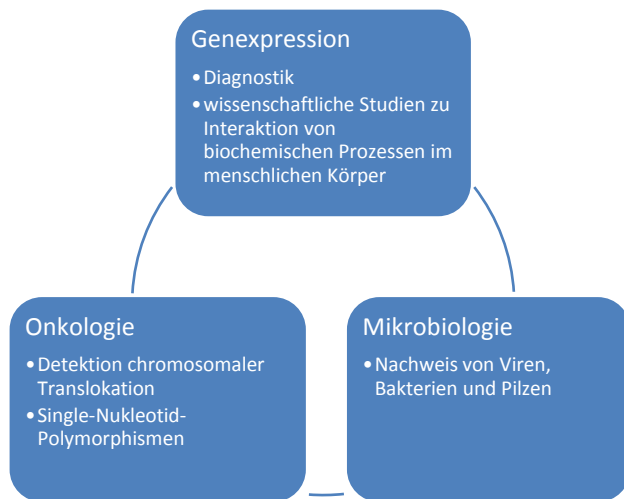 Genexpression
•Diagnostik
•wissenschaftliche Studien zu
Interaktion von
biochemischen Prozessen im
menschlichen Körper
Onkologie
•Detektion chromosomaler
Translokation
•Single-Nukleotid-
Polymorphismen
Mikrobiologie
•Nachweis von Viren,
Bakterien und Pilzen